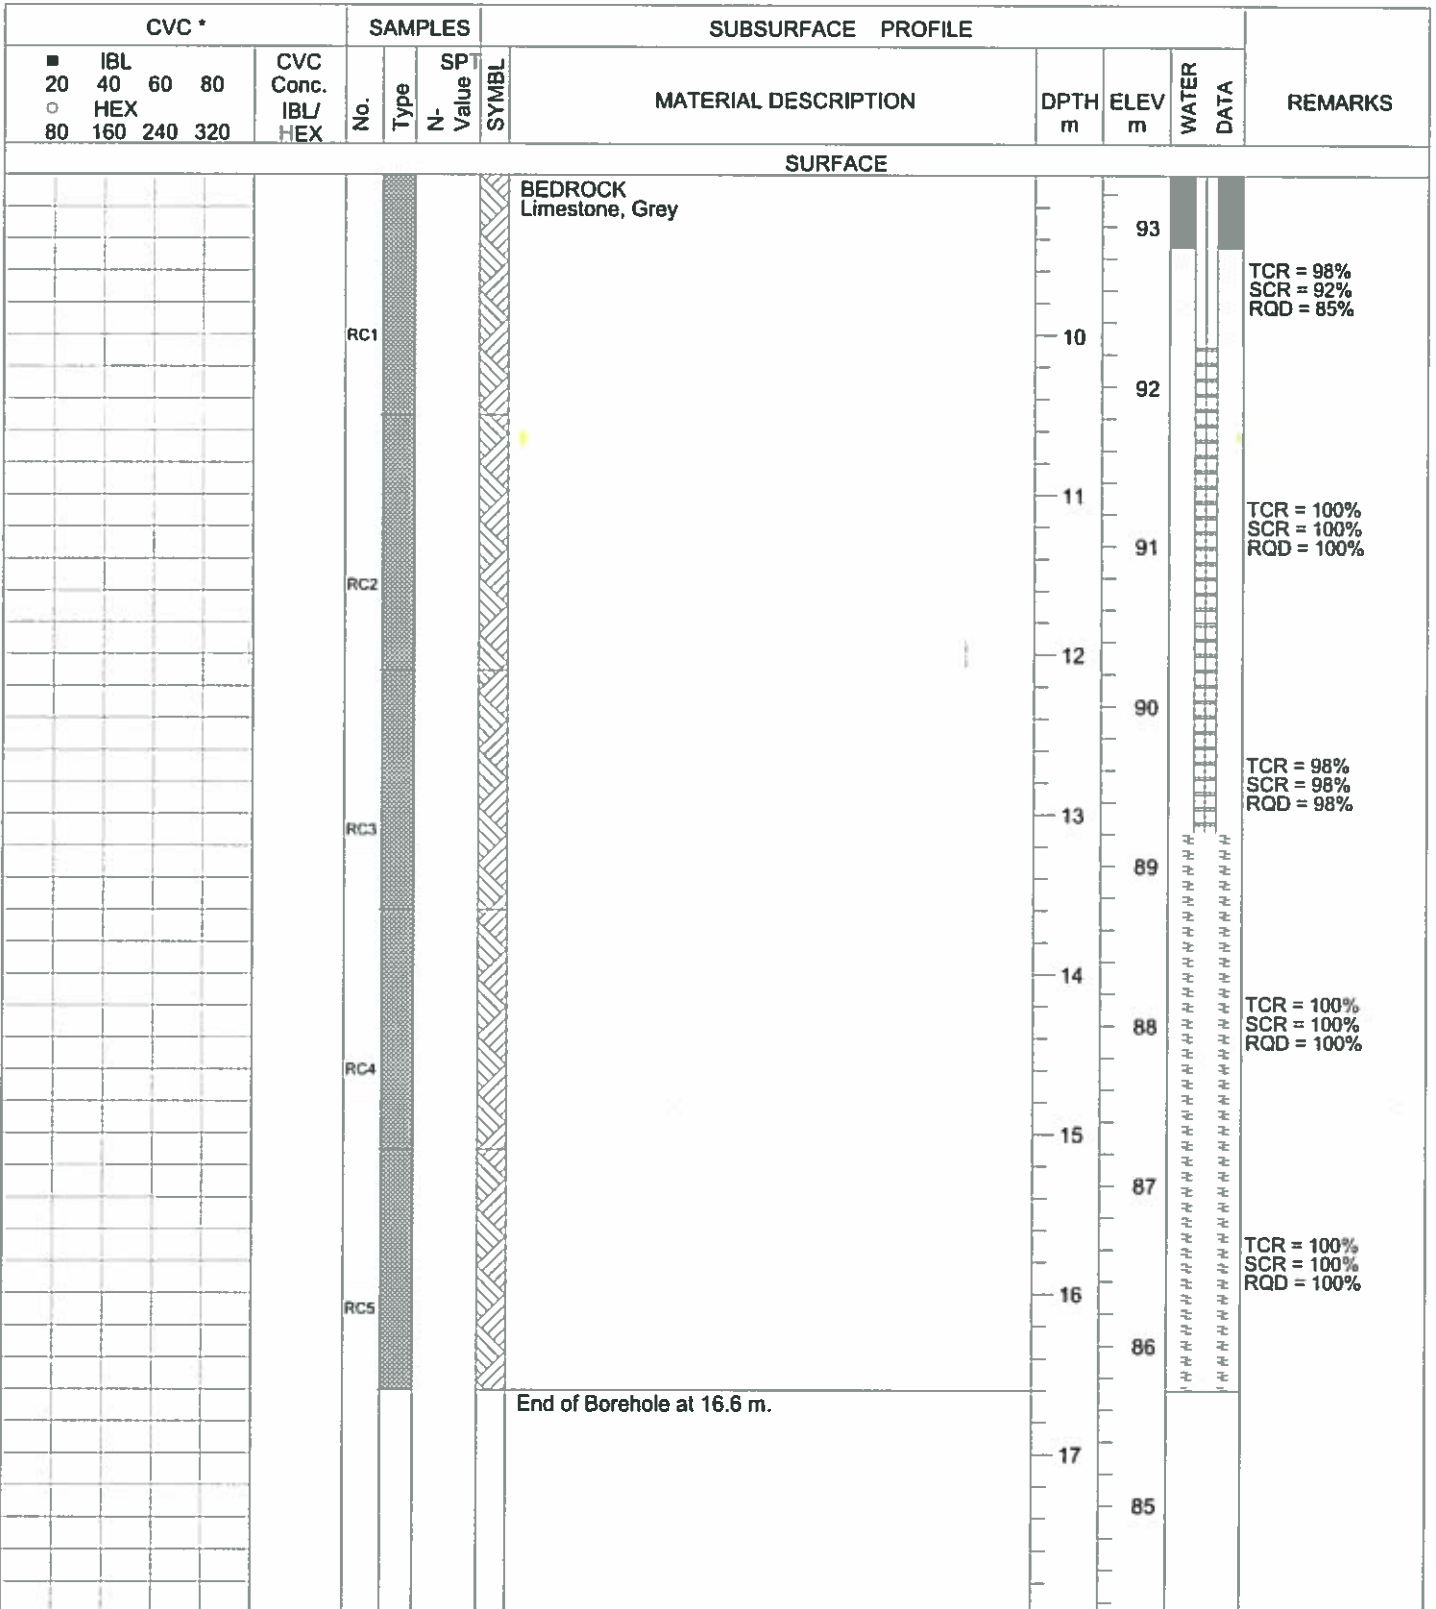 CVC *
SAMPLES
SUBSURFACE PROFILE
■ IBL
20 40 60 80
○ HEX
80 160 240 320
CVC
Conc.
IBL/
HEX
No.
Type
SPT
N-
Value
SYMBL
MATERIAL DESCRIPTION
DPTH
m
ELEV
m
WATER
DATA
REMARKS
SURFACE
BEDROCK
Limestone, Grey
93
TCR = 98%
SCR = 92%
RQD = 85%
RC1
10
92
11
TCR = 100%
SCR = 100%
RQD = 100%
91
RC2
12
90
TCR = 98%
SCR = 98%
RQD = 98%
13
RC3
89
14
TCR = 100%
SCR = 100%
RQD = 100%
88
RC4
15
87
TCR = 100%
SCR = 100%
RQD = 100%
16
RC5
86
End of Borehole at 16.6 m.
17
85